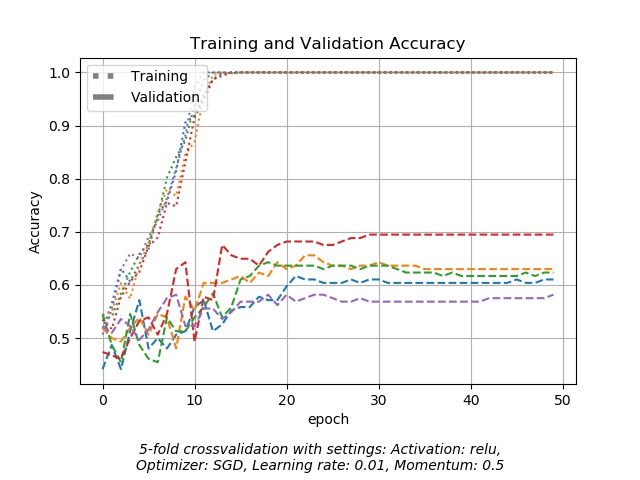 Training and Validation Accuracy
Training
Validation
1.0
0.9
0.8
0.7
0.6
0.5
Accuracy
0 10 20 30 40 50
epoch
5-fold crossvalidation with settings: Activation: relu,
Optimizer: SGD, Learning rate: 0.01, Momentum: 0.5